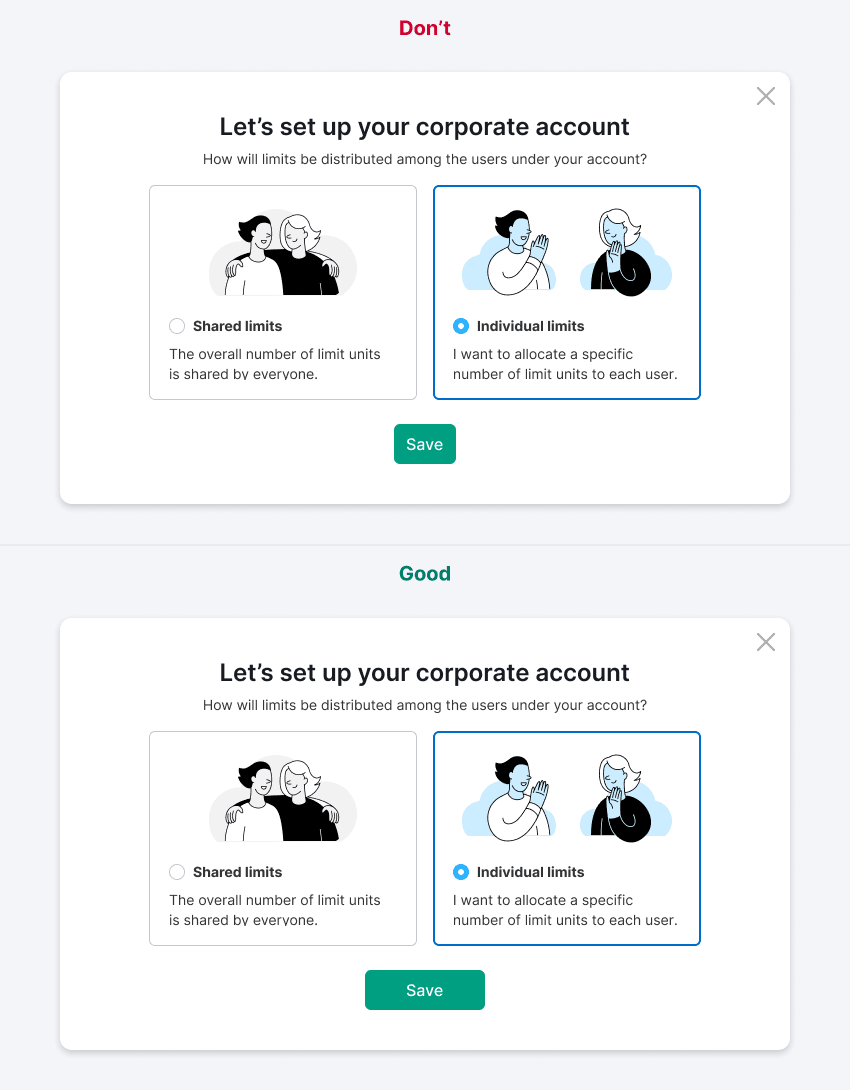 Don’t
Let’s set up your corporate account
How will limits be distributed among the users under your account?
Shared limits
The overall number of limit units
is shared by everyone.
Individual limits
I want to allocate a specific
number of limit units to each user.
Save
Good
Let’s set up your corporate account
How will limits be distributed among the users under your account?
Shared limits
The overall number of limit units
is shared by everyone.
Individual limits
I want to allocate a specific
number of limit units to each user.
Save